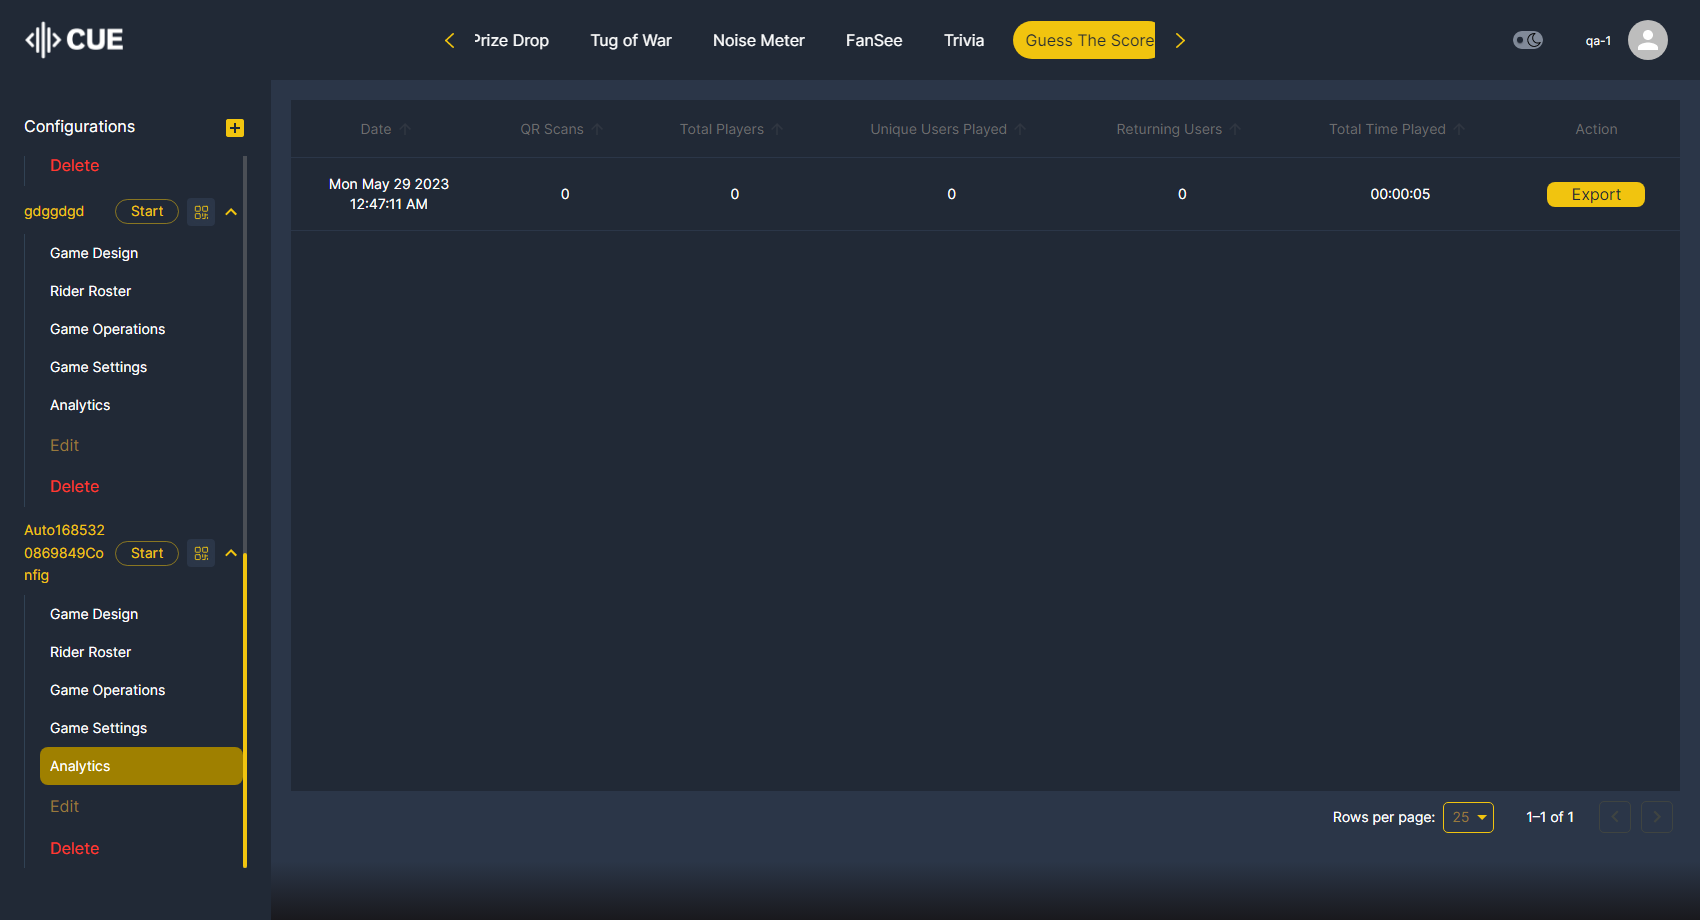 CUE
Prize Drop
Tug of War
Noise Meter
FanSee
Trivia
Guess The Score
qa-1
Configurations
Delete
gdggdgd
Start
Game Design
Rider Roster
Game Operations
Game Settings
Analytics
Edit
Delete
Auto168532
0869849Co
nfig
Start
Game Design
Rider Roster
Game Operations
Game Settings
Analytics
Edit
Delete
Date
QR Scans
Total Players
Unique Users Played
Returning Users
Total Time Played
Action
Mon May 29 2023
12:47:11 AM
0
0
0
0
00:00:05
Export
Rows per page:
25
1–1 of 1